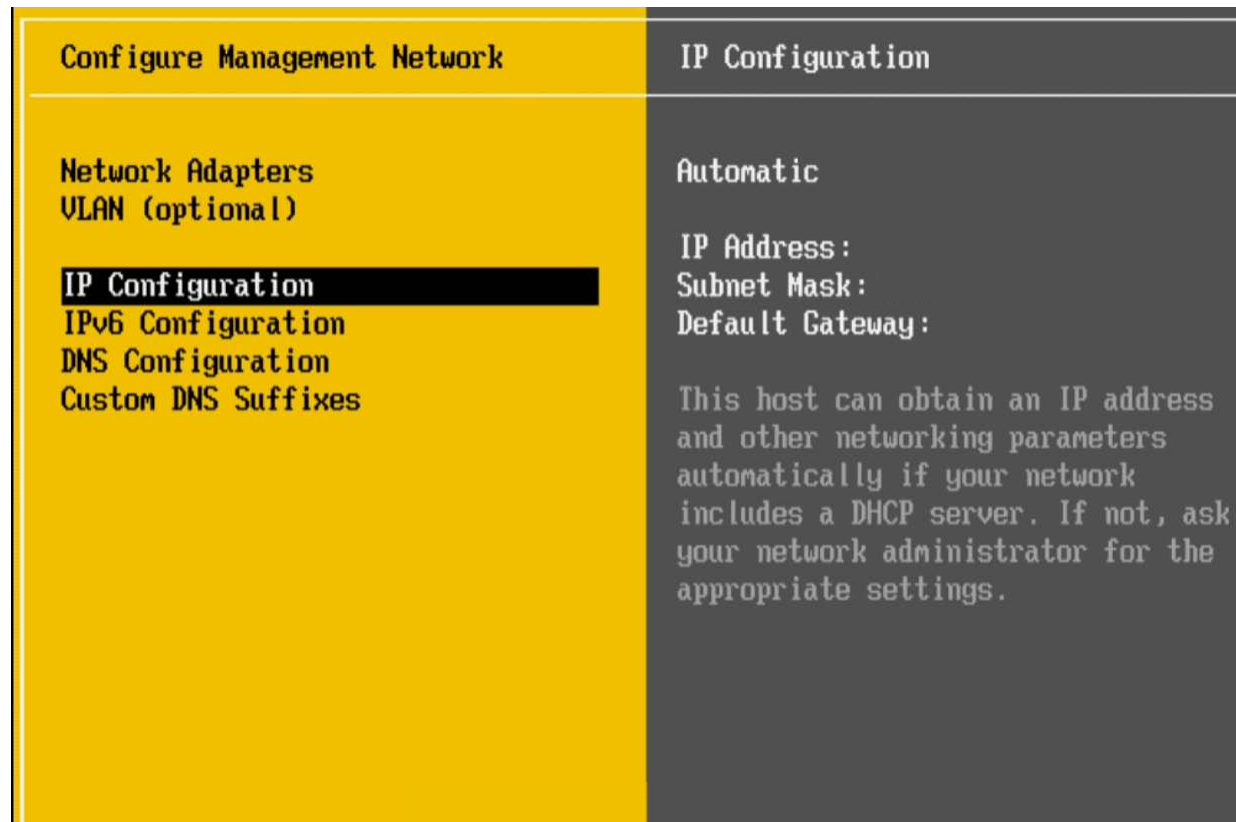 Configure Management Network
IP Configuration
Network Adapters
VLAN (optional)
IP Configuration
IPv6 Configuration
DNS Configuration
Custom DNS Suffixes
Automatic
IP Address:
Subnet Mask:
Default Gateway:
This host can obtain an IP address
and other networking parameters
automatically if your network
includes a DHCP server. If not, ask
your network administrator for the
appropriate settings.